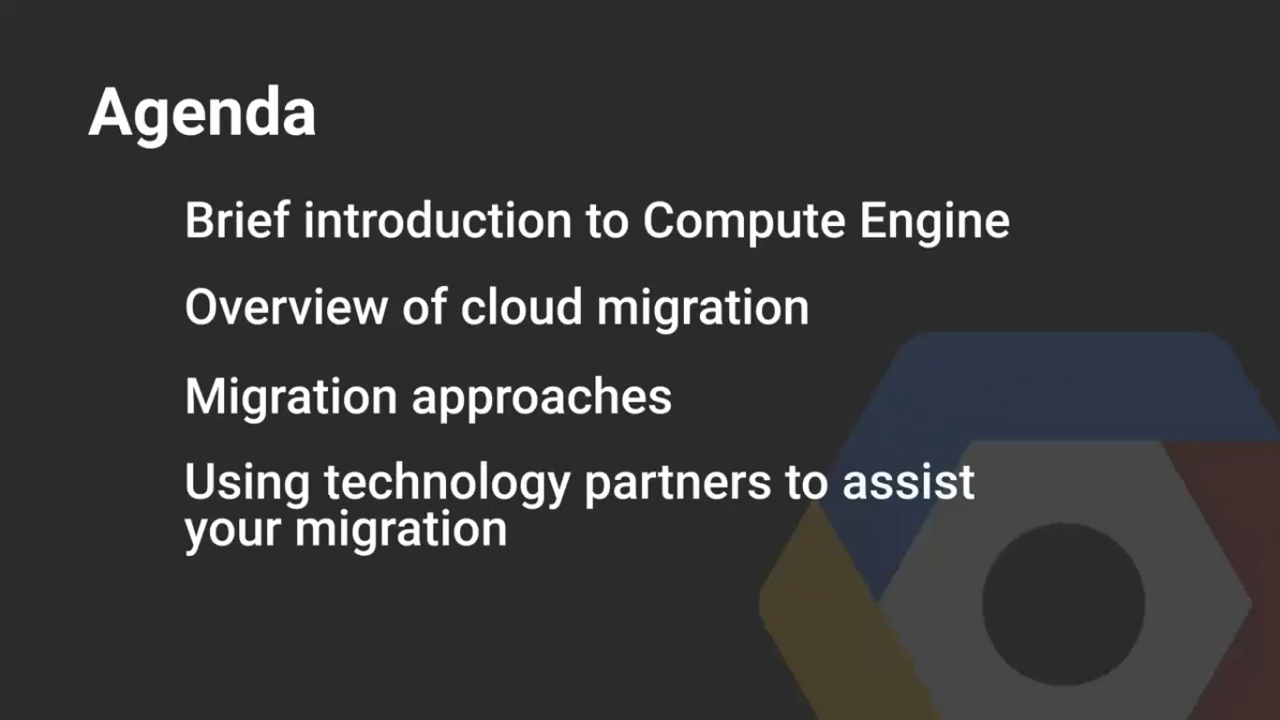 Agenda
Brief introduction to Compute Engine
Overview of cloud migration
Migration approaches
Using technology partners to assist
your migration